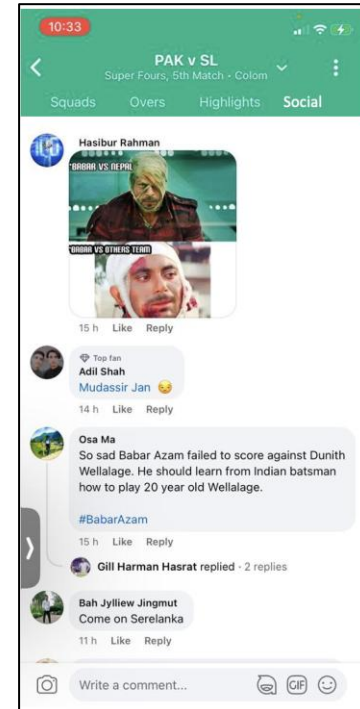 10:33
PAK v SL
Super Fours, 5th Match - Colom
Squads Overs Highlights Social
Hasibur Rahman
BABAR VS NEPAL
BABAR VS OTHERS TEAM
15 h Like Reply
Top fan
Adil Shah
Mudassir Jan 😏
14 h Like Reply
Osa Ma
So sad Babar Azam failed to score against Dunith
Wellalage. He should learn from Indian batsman
how to play 20 year old Wellalage.
#BabarAzam
15 h Like Reply
Gill Harman Hasrat replied · 2 replies
Bah Jylliew Jingmut
Come on Serelanka
11 h Like Reply
Write a comment...
GIF